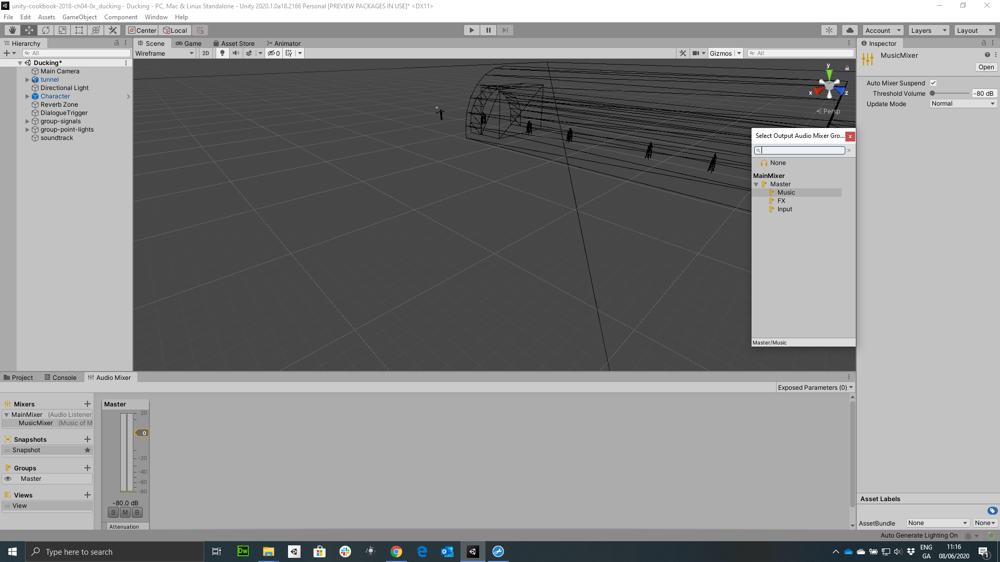 unity-cookbook-2018-ch04-0x_ducking - Ducking - PC, Mac & Linux Standalone - Unity 2020.1.0a18.2166 Personal [PREVIEW PACKAGES IN USE]* <DX11>
File Edit Assets GameObject Component Window Help
Center Local Account Layers Layout
Hierarchy
All
Ducking*
Main Camera
tunnel
Directional Light
Character
Reverb Zone
DialogueTrigger
group-signals
group-point-lights
soundtrack
Scene Game Asset Store Animator
Wireframe 2D 0 Gizmos All
y
x z
Persp
Select Output Audio Mixer Gro...
x
None
MainMixer
Master
Music
FX
Input
Master/Music
Inspector
MusicMixer
Open
Auto Mixer Suspend
Threshold Volume -80 dB
Update Mode Normal
Project Console Audio Mixer
Exposed Parameters (0)
Mixers
MainMixer (Audio Listener
MusicMixer (Music of M
Snapshots
Snapshot
Groups
Master
Views
View
Master
20
0
-20
-40
-60
-80
-80.0 dB
S M B
Attenuation
Asset Labels
AssetBundle None None
Auto Generate Lighting On
Type here to search
Dw
ENG
GA
11:16
08/06/2020
1